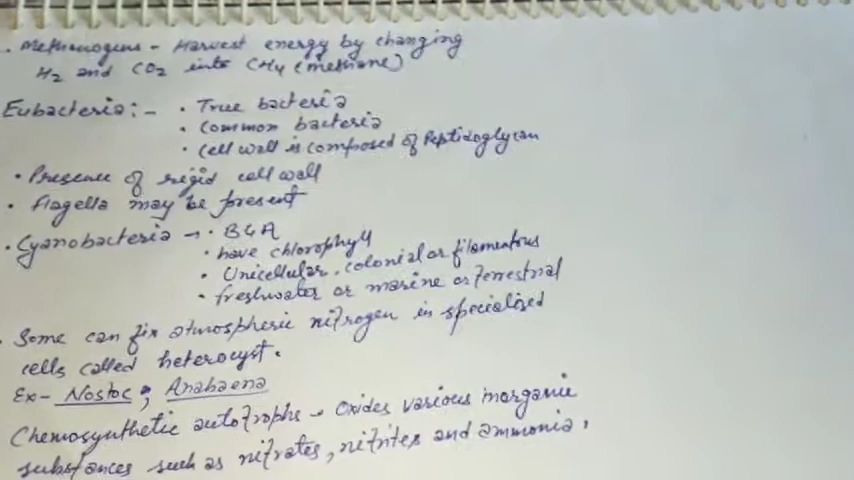 . Methanogens - Harvest energy by changing
H2 and CO2 into CH4 (methane)
Eubacteria:- • True bacteria
• Common bacteria
• Cell wall is composed of Peptidoglycan
• Presence of rigid cell wall
• flagella may be present
• Cyanobacteria → • BGA
• have chlorophyll
• Unicellular, colonial or filamentous
• freshwater or marine or terrestrial
. Some can fix atmospheric nitrogen in specialised
cells called heterocyst.
Ex- Nostoc, Anabaena
Chemosynthetic autotrophs → Oxides various inorganic
substances such as nitrates, nitrites and ammonia,